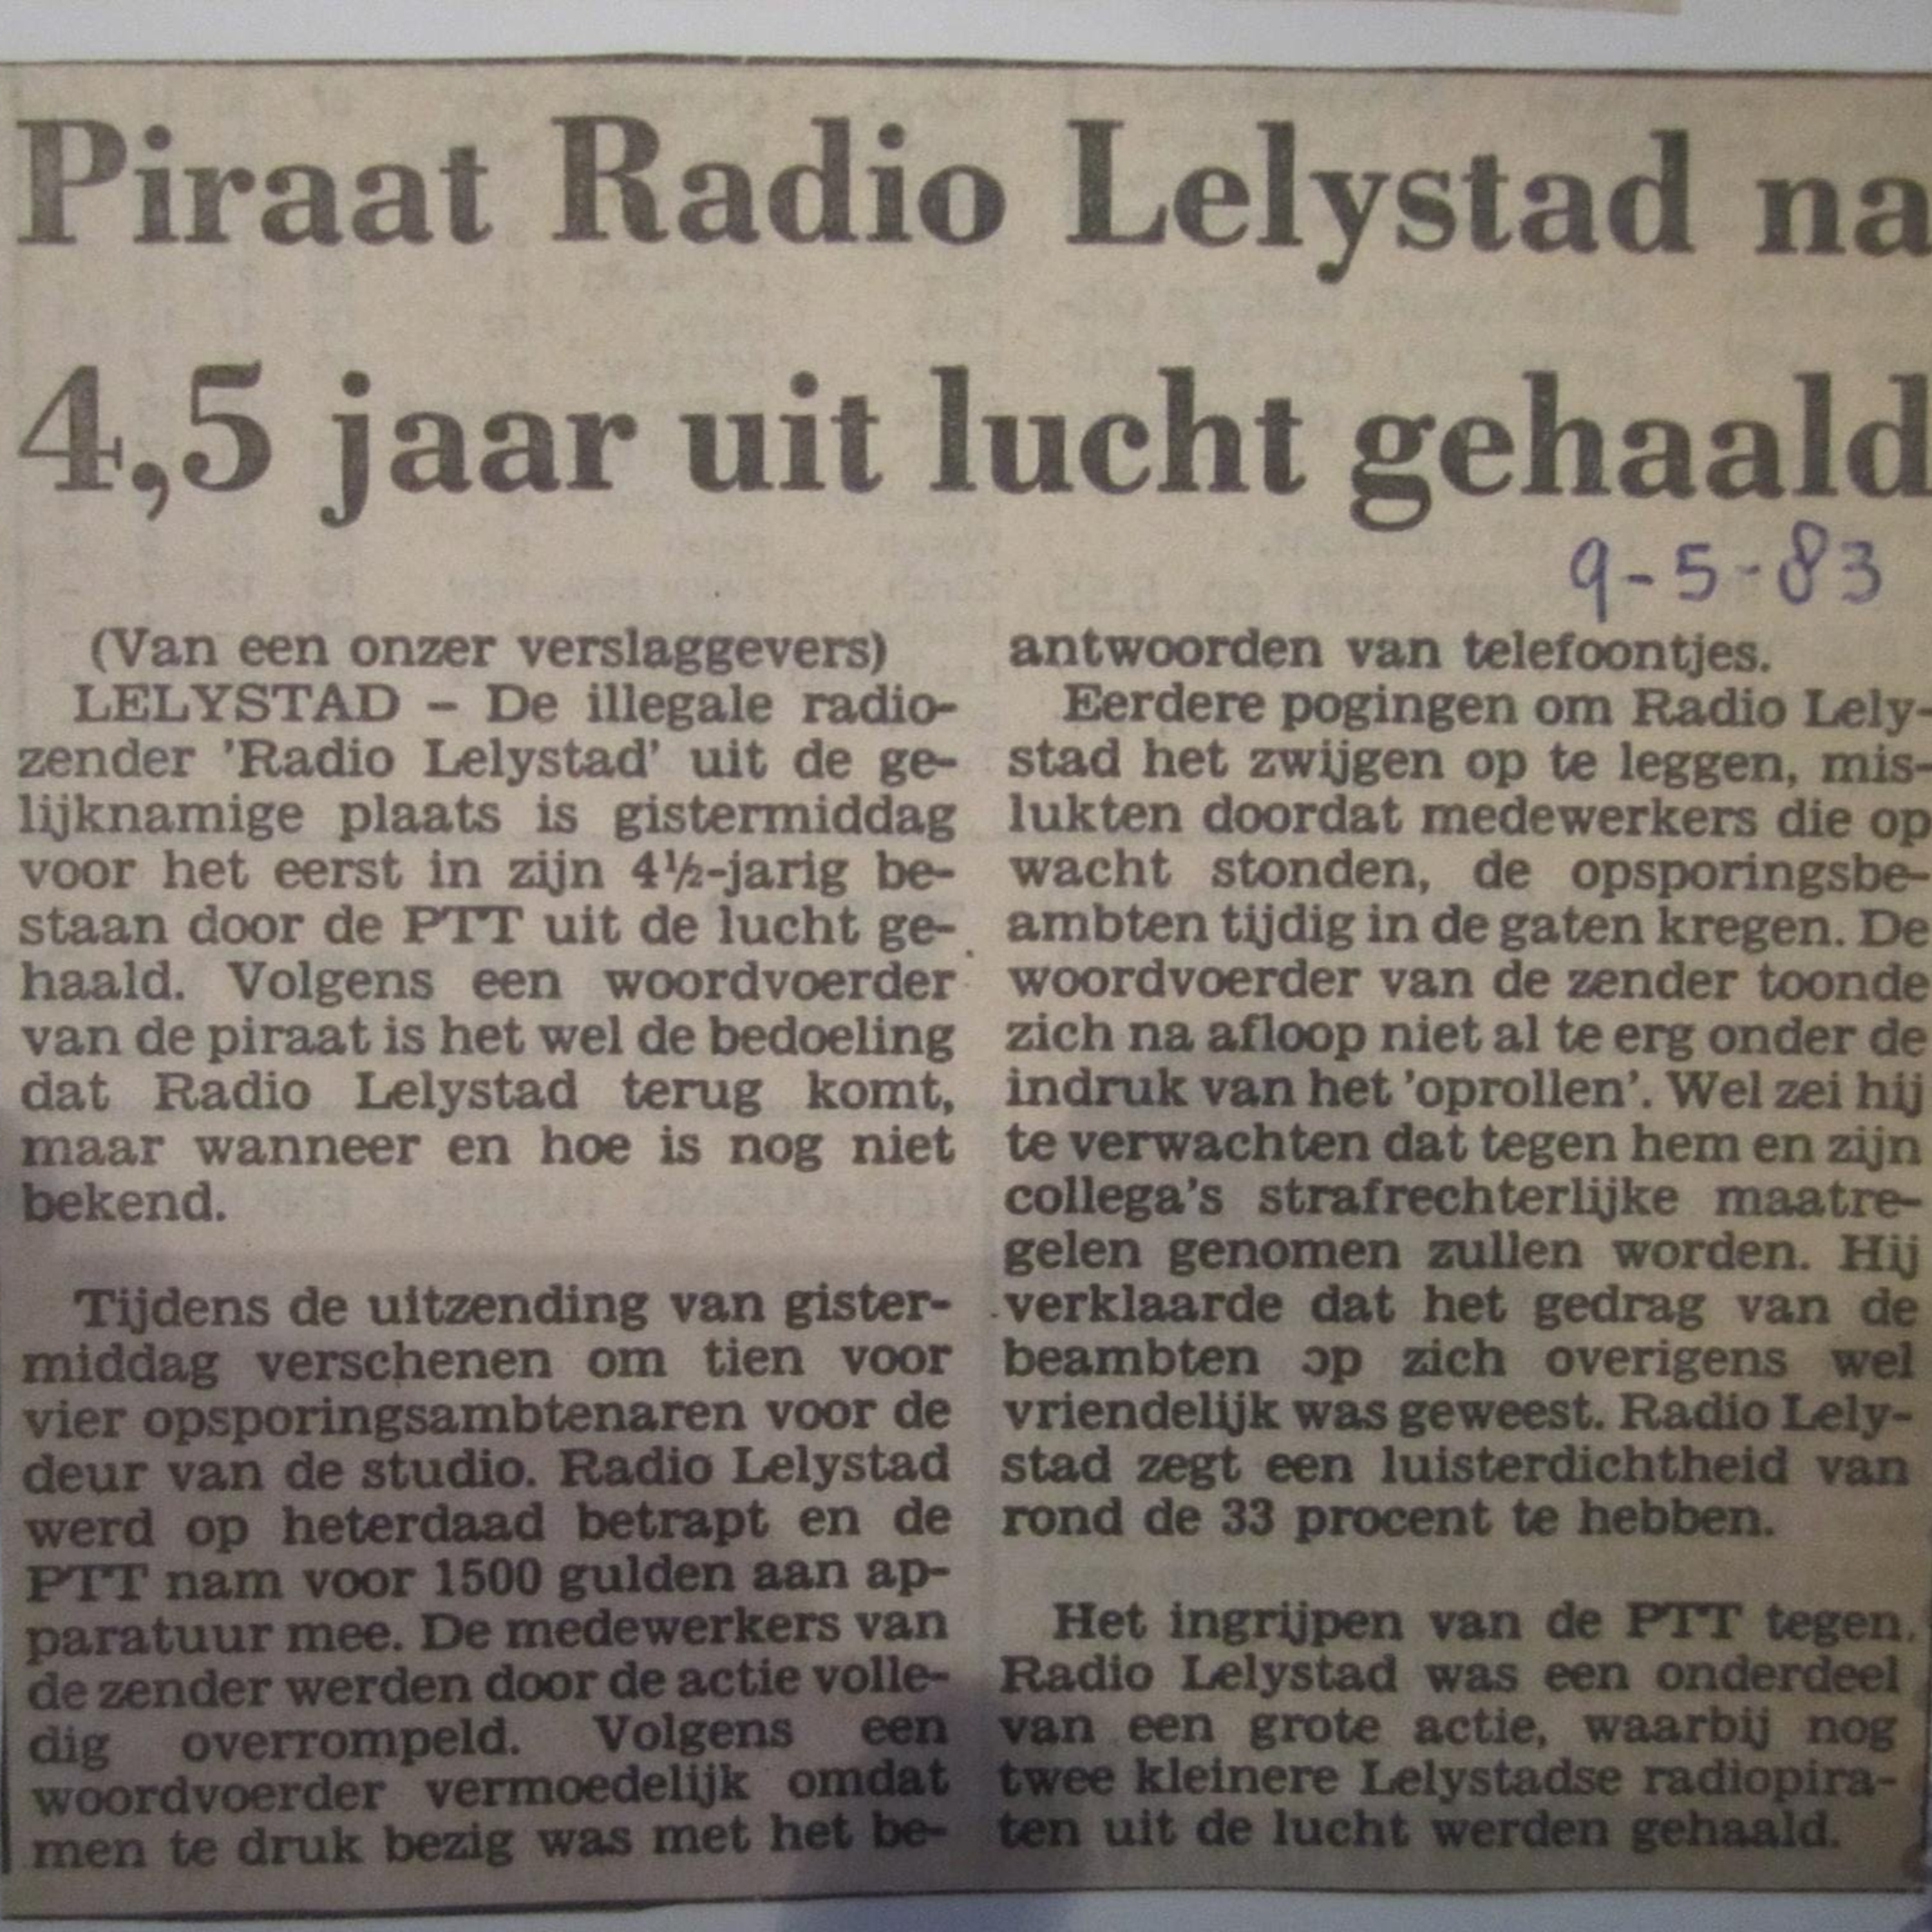 Piraat Radio Lelystad na
4,5 jaar uit lucht gehaald
9-5-83
(Van een onzer verslaggevers)
LELYSTAD – De illegale radio-
zender 'Radio Lelystad' uit de ge-
lijknamige plaats is gistermiddag
voor het eerst in zijn 4½-jarig be-
staan door de PTT uit de lucht ge-
haald. Volgens een woordvoerder
van de piraat is het wel de bedoeling
dat Radio Lelystad terug komt,
maar wanneer en hoe is nog niet
bekend.
Tijdens de uitzending van gister-
middag verschenen om tien voor
vier opsporingsambtenaren voor de
deur van de studio. Radio Lelystad
werd op heterdaad betrapt en de
PTT nam voor 1500 gulden aan ap-
paratuur mee. De medewerkers van
de zender werden door de actie volle-
dig overrompeld. Volgens een
woordvoerder vermoedelijk omdat
men te druk bezig was met het be-
antwoorden van telefoontjes.
Eerdere pogingen om Radio Lely-
stad het zwijgen op te leggen, mis-
lukten doordat medewerkers die op
wacht stonden, de opsporingsbe-
ambten tijdig in de gaten kregen. De
woordvoerder van de zender toonde
zich na afloop niet al te erg onder de
indruk van het 'oprollen'. Wel zei hij
te verwachten dat tegen hem en zijn
collega's strafrechterlijke maatre-
gelen genomen zullen worden. Hij
verklaarde dat het gedrag van de
beambten op zich overigens wel
vriendelijk was geweest. Radio Lely-
stad zegt een luisterdichtheid van
rond de 33 procent te hebben.
Het ingrijpen van de PTT tegen
Radio Lelystad was een onderdeel
van een grote actie, waarbij nog
twee kleinere Lelystadse radiopira-
ten uit de lucht werden gehaald.